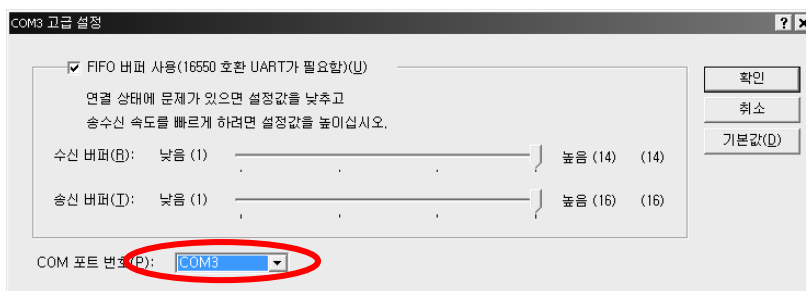 COM3 고급 설정
FIFO 버퍼 사용(16550 호환 UART가 필요함)(U)
연결 상태에 문제가 있으면 설정값을 낮추고
송수신 속도를 빠르게 하려면 설정값을 높이십시오.
수신 버퍼(R): 낮음 (1) 높음 (14) (14)
송신 버퍼(T): 낮음 (1) 높음 (16) (16)
COM 포트 번호(P): COM3
확인
취소
기본값(D)